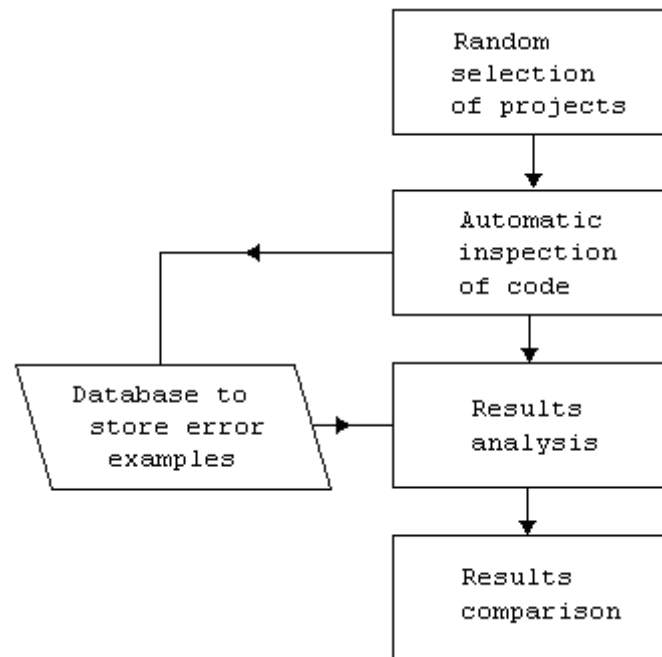 Random
selection
of projects
Automatic
inspection
of code
Database to
store error
examples
Results
analysis
Results
comparison